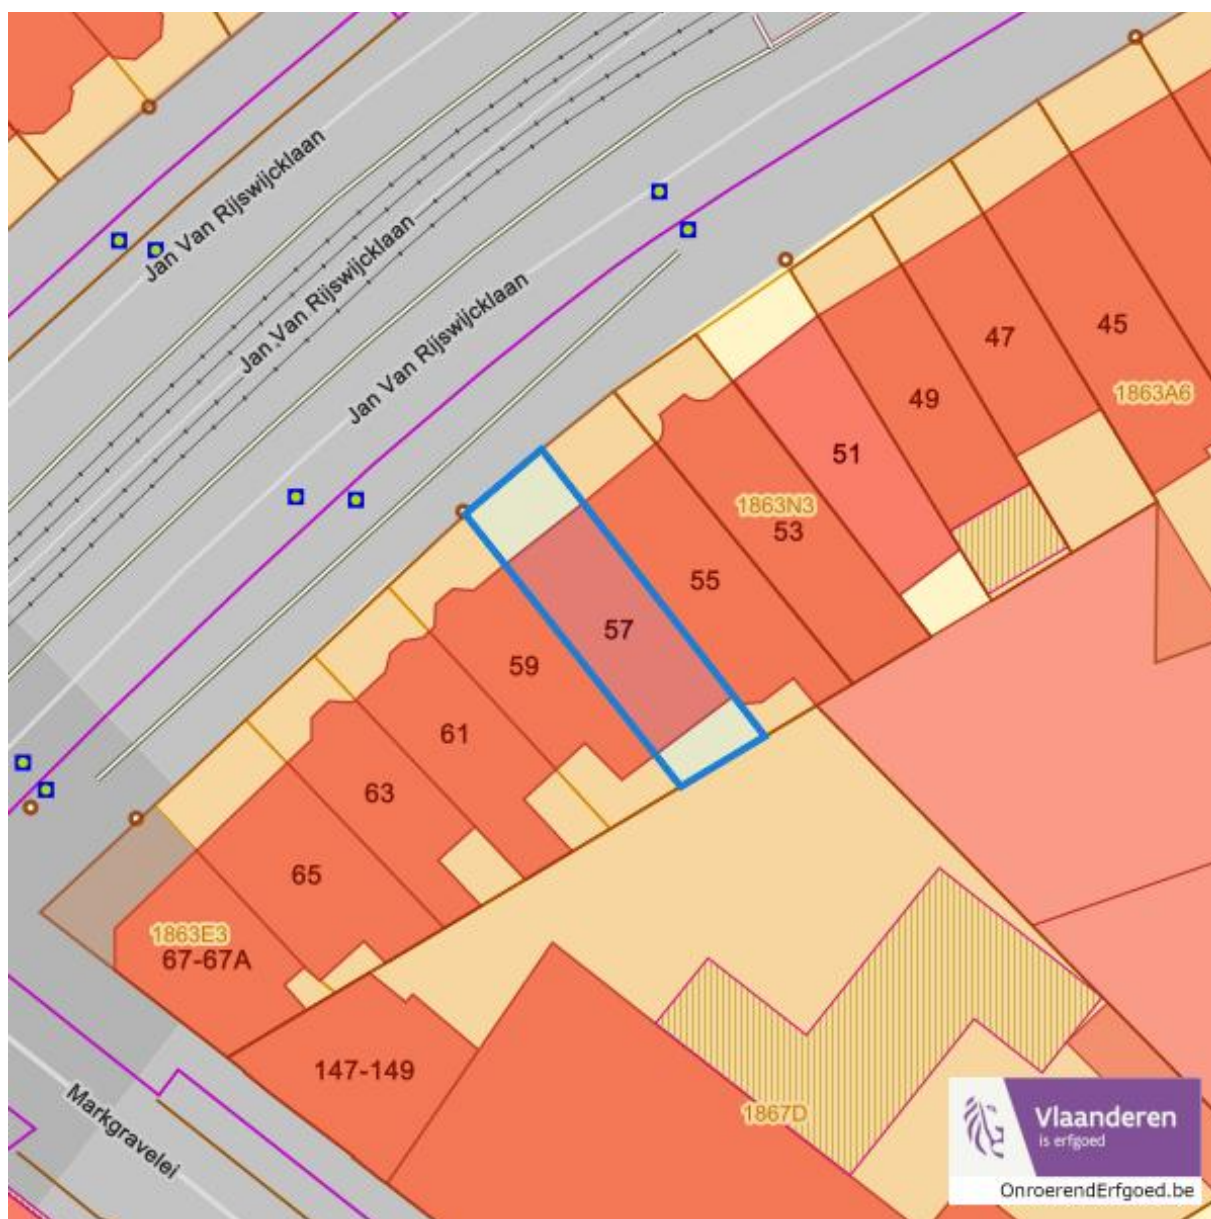 Jan Van Rijswijcklaan
Jan Van Rijswijcklaan
Jan Van Rijswijcklaan
45
1863A6
47
49
51
1863N3
53
55
57
59
61
63
65
1863E3
67-67A
147-149
1867D
Markgravelei
Vlaanderen
is erfgoed
OnroerendErfgoed.be